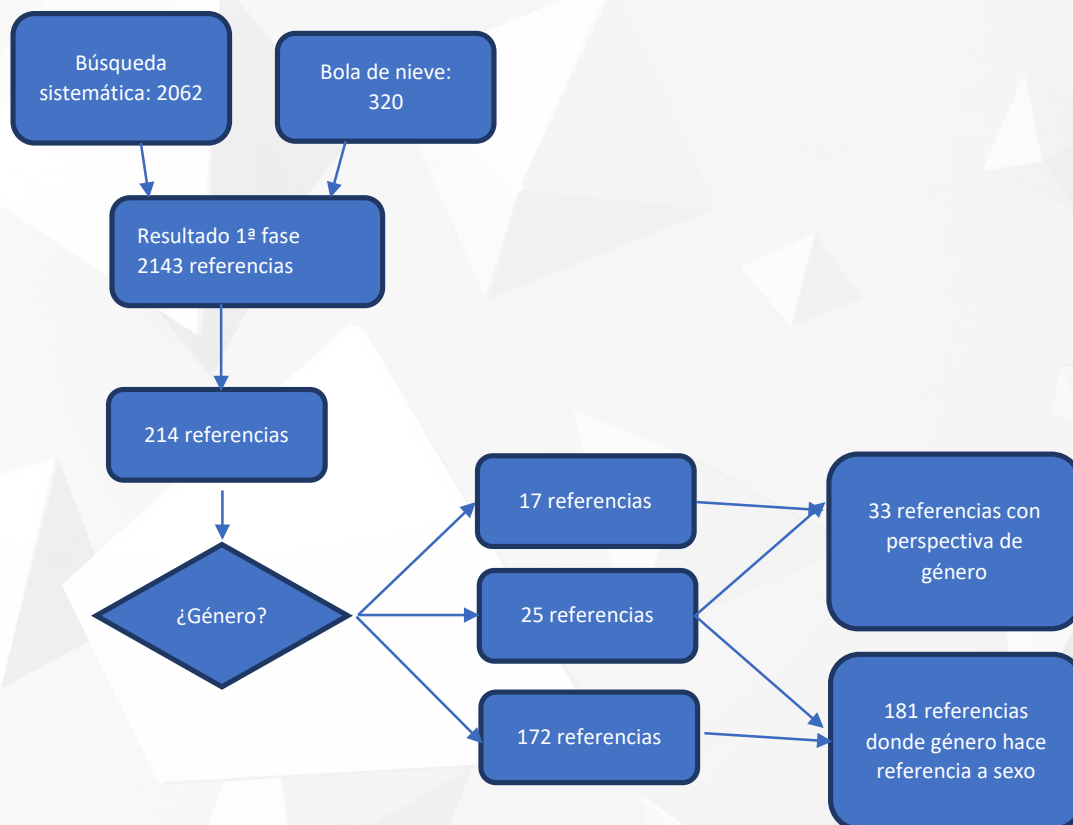 Búsqueda
sistemática: 2062
Bola de nieve:
320
Resultado 1ª fase
2143 referencias
214 referencias
¿Género?
17 referencias
25 referencias
172 referencias
33 referencias con
perspectiva de
género
181 referencias
donde género hace
referencia a sexo